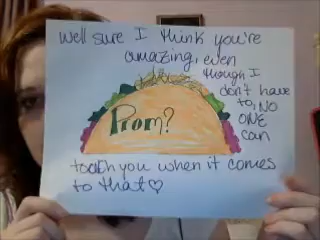 Well sure I think you're
amazing, even
though I
don't have
to, NO
ONE
can
Prom?
touch you when it comes
to that♡